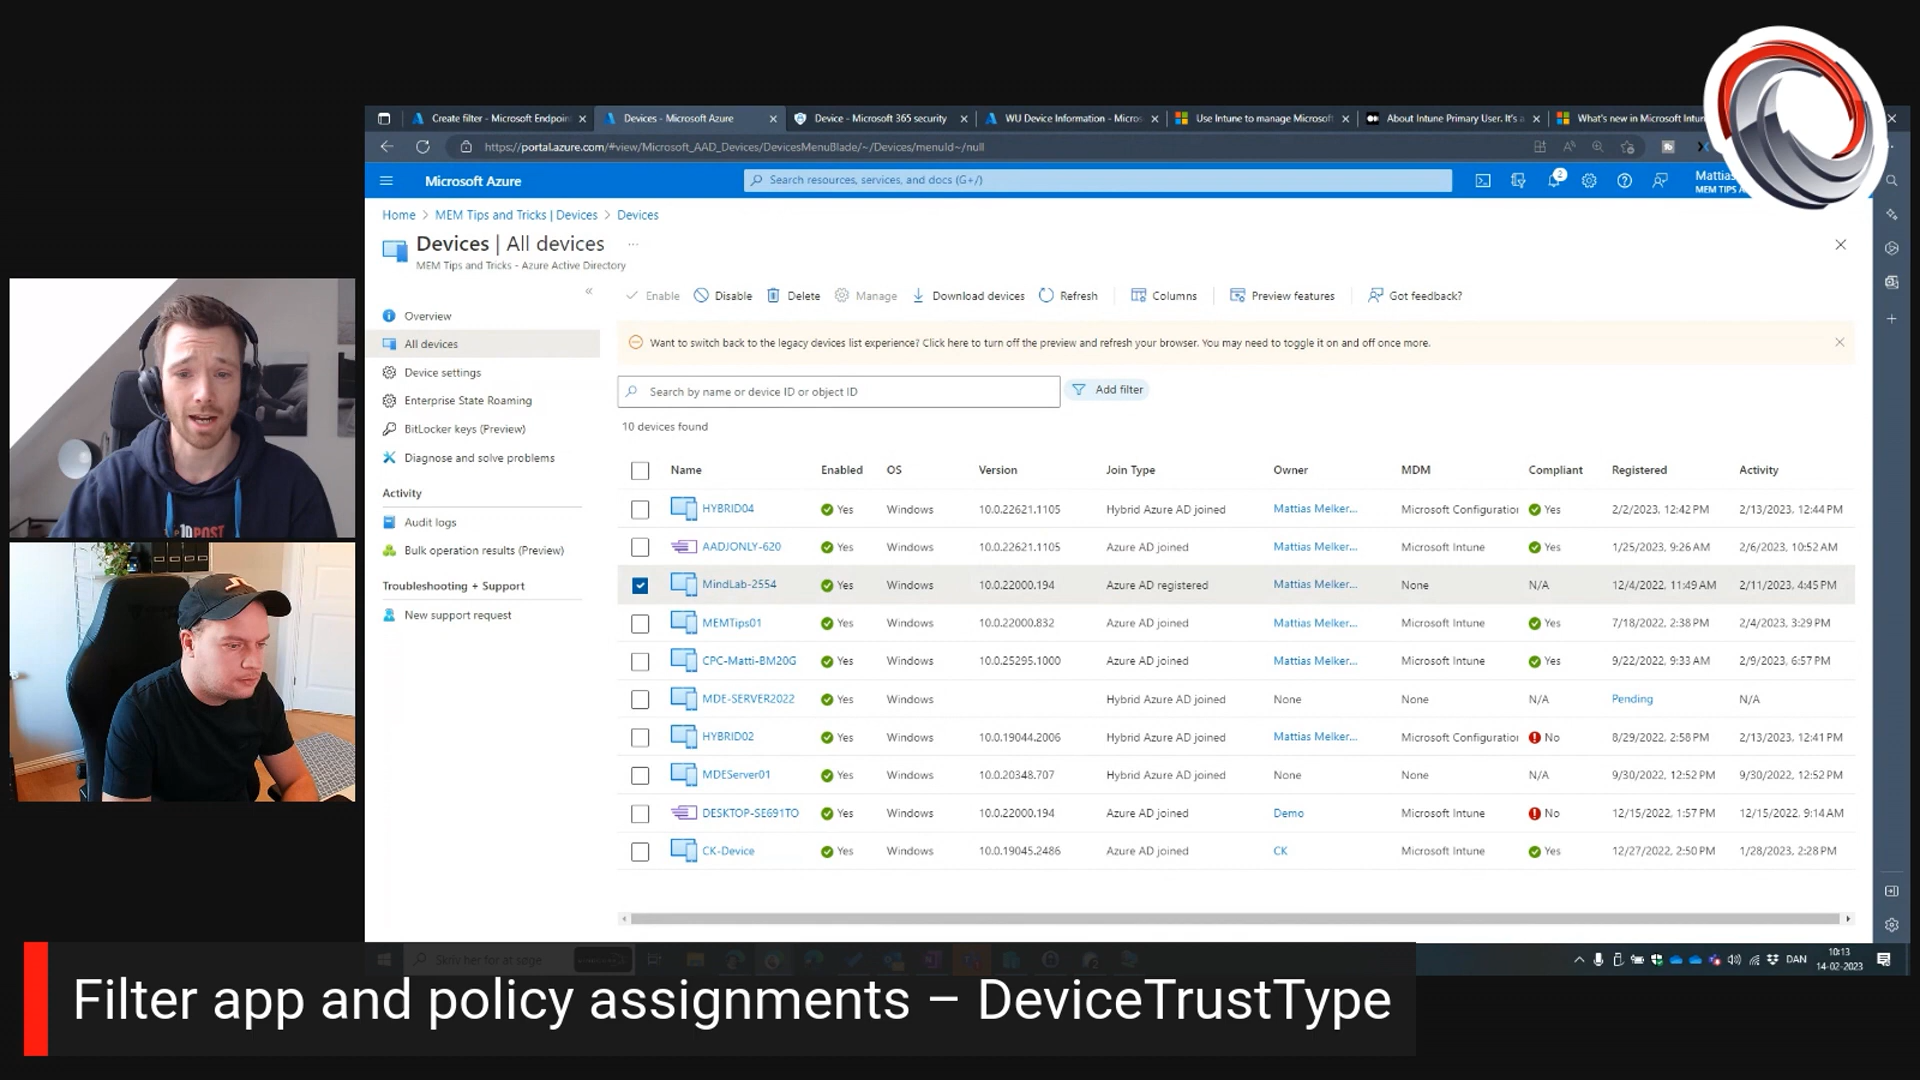 Create filter - Microsoft Endpoin
Devices - Microsoft Azure
Device - Microsoft 365 security
WU Device Information - Micros
Use Intune to manage Microsoft
About Intune Primary User. It's a
What's new in Microsoft Intun
https://portal.azure.com/#view/Microsoft_AAD_Devices/DevicesMenuBlade/~/Devices/menuId~/null
Microsoft Azure
Search resources, services, and docs (G+/)
2
Mattias
MEM TIPS A
Home > MEM Tips and Tricks | Devices > Devices
Devices | All devices ...
MEM Tips and Tricks - Azure Active Directory
Enable Disable Delete Manage Download devices Refresh Columns Preview features Got feedback?
Want to switch back to the legacy devices list experience? Click here to turn off the preview and refresh your browser. You may need to toggle it on and off once more.
Overview
All devices
Device settings
Enterprise State Roaming
BitLocker keys (Preview)
Diagnose and solve problems
Activity
Audit logs
Bulk operation results (Preview)
Troubleshooting + Support
New support request
Search by name or device ID or object ID
Add filter
10 devices found
Name Enabled OS Version Join Type Owner MDM Compliant Registered Activity
HYBRID04 Yes Windows 10.0.22621.1105 Hybrid Azure AD joined Mattias Melker... Microsoft Configuration Yes 2/2/2023, 12:42 PM 2/13/2023, 12:44 PM
AADJONLY-620 Yes Windows 10.0.22621.1105 Azure AD joined Mattias Melker... Microsoft Intune Yes 1/25/2023, 9:26 AM 2/6/2023, 10:52 AM
MindLab-2554 Yes Windows 10.0.22000.194 Azure AD registered Mattias Melker... None N/A 12/4/2022, 11:49 AM 2/11/2023, 4:45 PM
MEMTips01 Yes Windows 10.0.22000.832 Azure AD joined Mattias Melker... Microsoft Intune Yes 7/18/2022, 2:38 PM 2/4/2023, 3:29 PM
CPC-Matti-BM20G Yes Windows 10.0.25295.1000 Azure AD joined Mattias Melker... Microsoft Intune Yes 9/22/2022, 9:33 AM 2/9/2023, 6:57 PM
MDE-SERVER2022 Yes Windows Hybrid Azure AD joined None None N/A Pending N/A
HYBRID02 Yes Windows 10.0.19044.2006 Hybrid Azure AD joined Mattias Melker... Microsoft Configuration No 8/29/2022, 2:58 PM 2/13/2023, 12:41 PM
MDEServer01 Yes Windows 10.0.20348.707 Hybrid Azure AD joined None None N/A 9/30/2022, 12:52 PM 9/30/2022, 12:52 PM
DESKTOP-SE691TO Yes Windows 10.0.22000.194 Azure AD joined Demo Microsoft Intune No 12/15/2022, 1:57 PM 12/15/2022, 9:14 AM
CK-Device Yes Windows 10.0.19045.2486 Azure AD joined CK Microsoft Intune Yes 12/27/2022, 2:50 PM 1/28/2023, 2:28 PM
Skriv her for at søge
DAN
10:13
14-02-2023
Filter app and policy assignments – DeviceTrustType